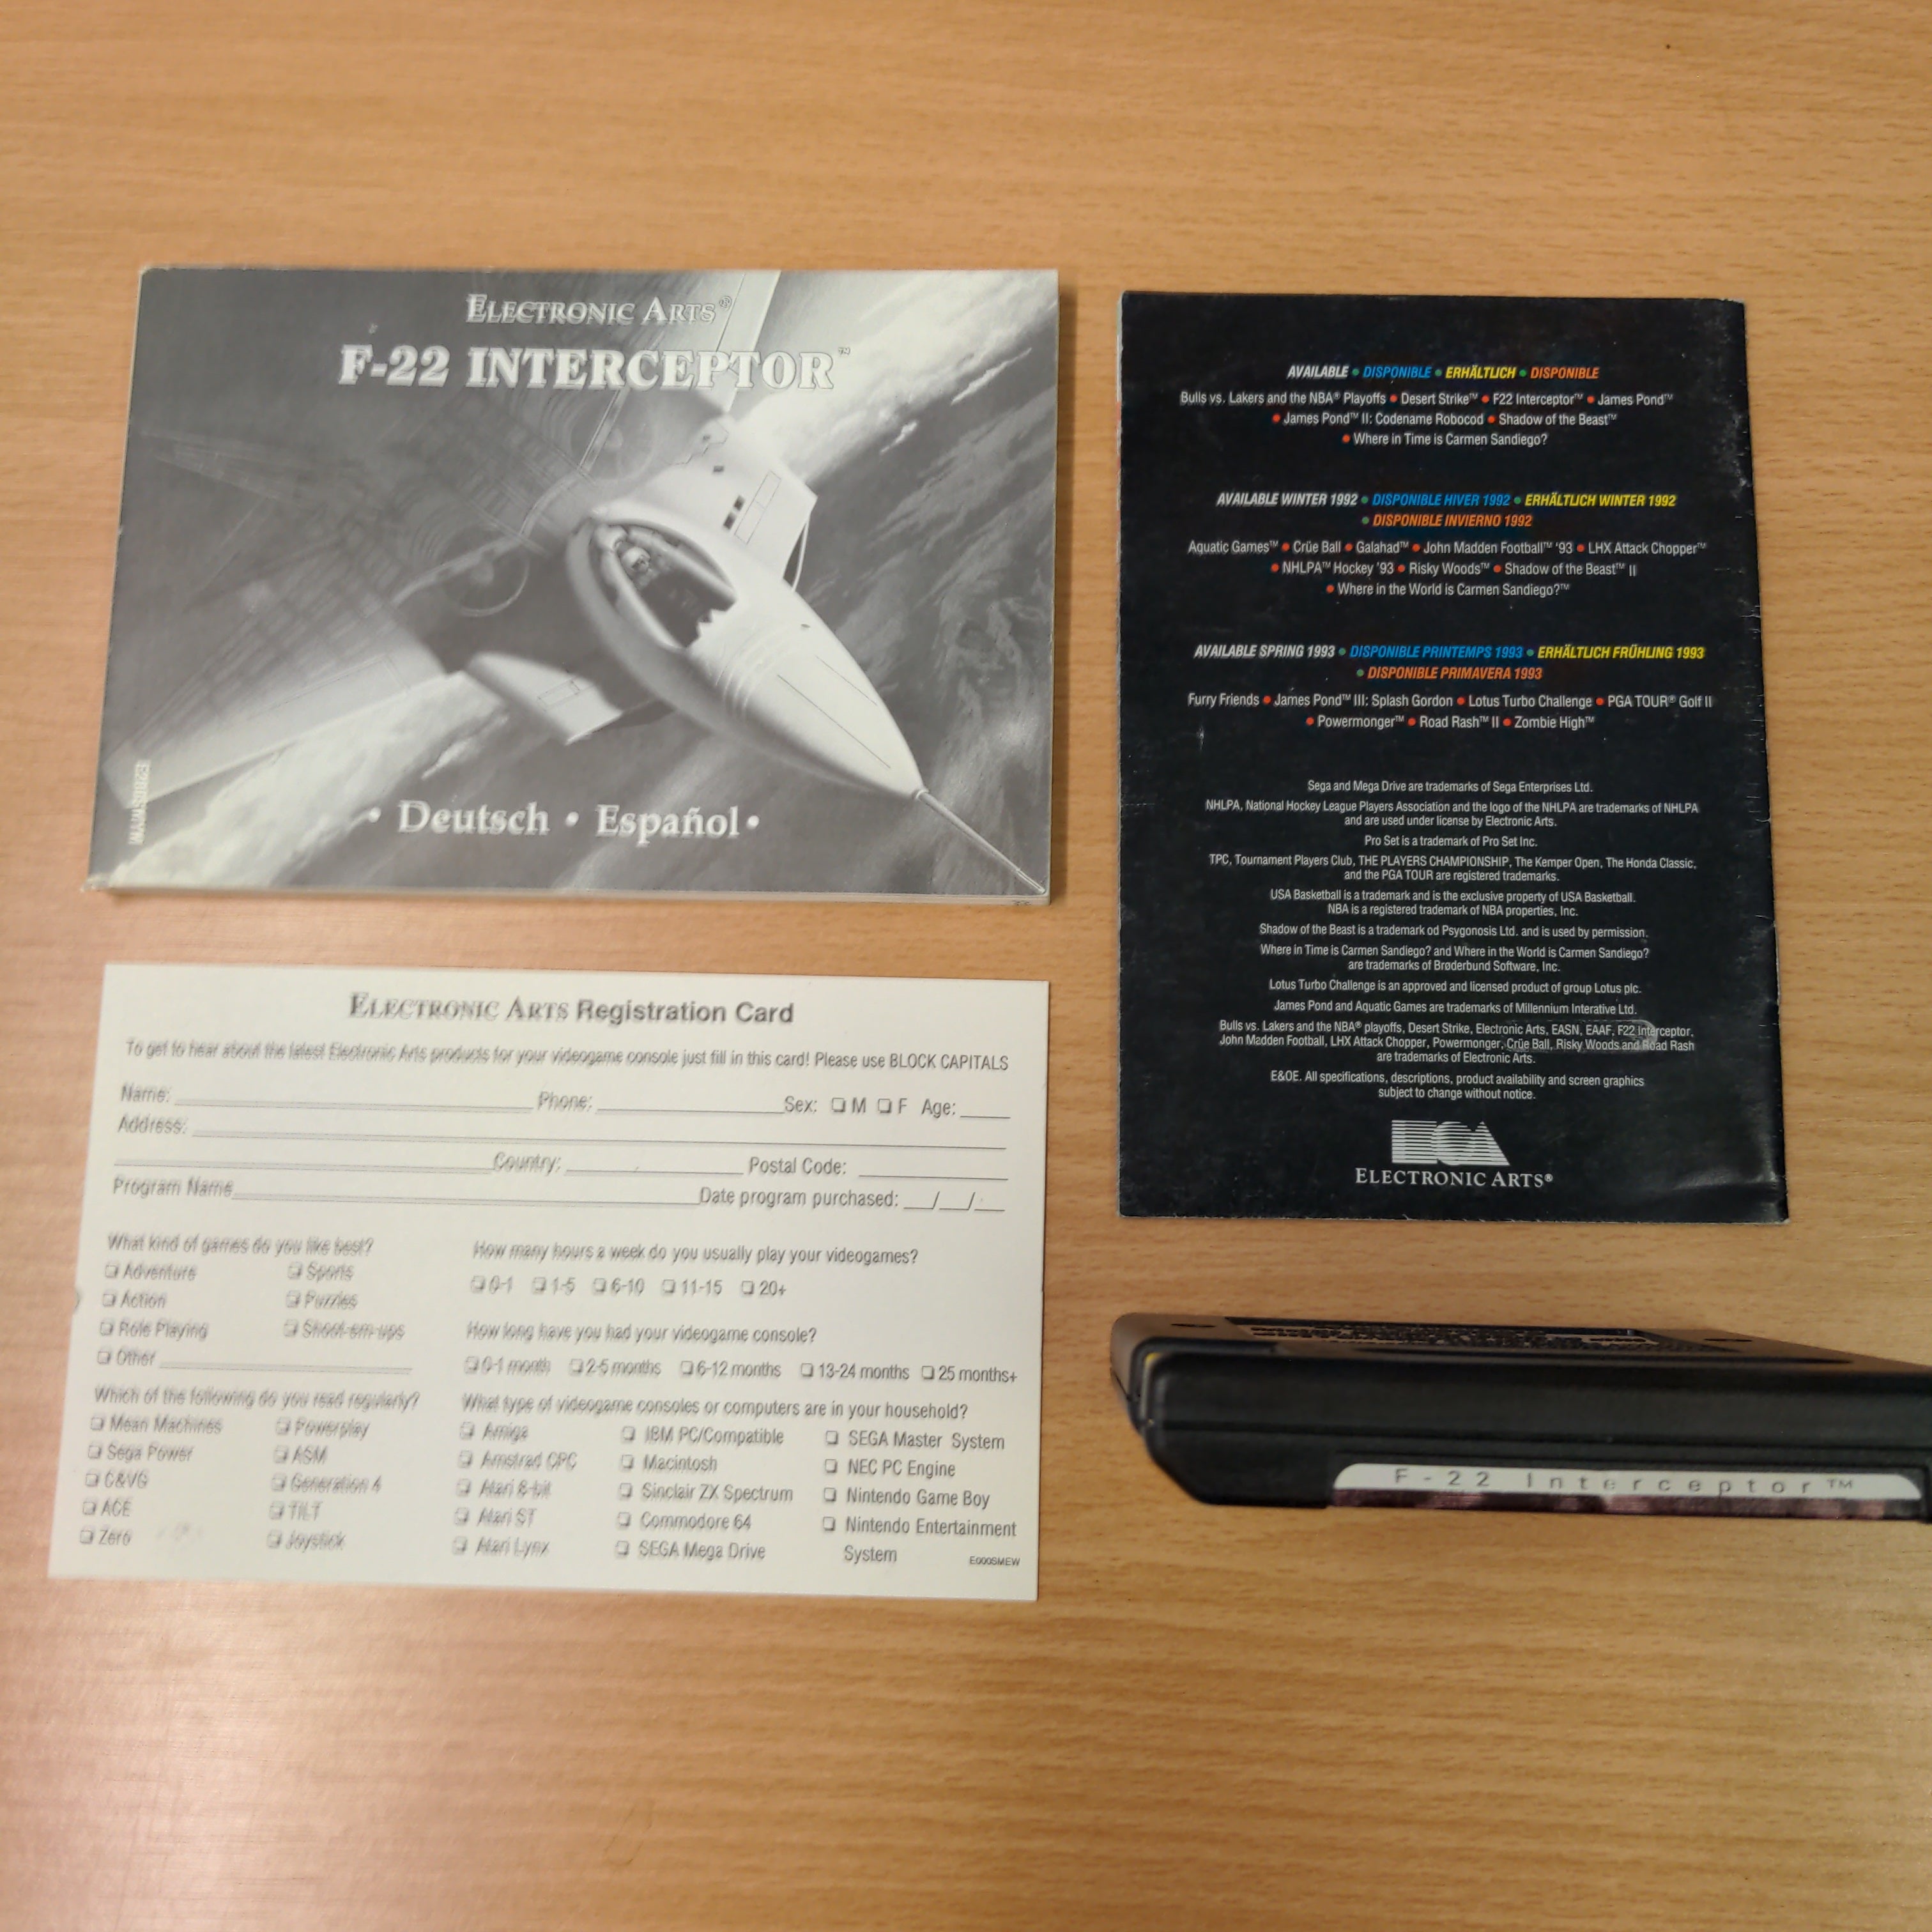 ELECTRONIC ARTS®
F-22 INTERCEPTOR™
• Deutsch • Español •
ELECTRONIC ARTS Registration Card
To get to hear about the latest Electronic Arts products for your videogame console just fill in this card! Please use BLOCK CAPITALS
Name: Phone: Sex: M F Age:
Address:
Country: Postal Code:
Program Name Date program purchased: / /
What kind of games do you like best?
Adventure Sports
Action Puzzles
Role Playing Shoot-em-ups
Other
Which of the following do you read regularly?
Mean Machines Powerplay
Sega Power ASM
C&VG Generation 4
ACE TILT
Zero Joystick
How many hours a week do you usually play your videogames?
0-1 1-5 6-10 11-15 20+
How long have you had your videogame console?
0-1 month 2-5 months 6-12 months 13-24 months 25 months+
What type of videogame consoles or computers are in your household?
Amiga IBM PC/Compatible SEGA Master System
Amstrad CPC Macintosh NEC PC Engine
Atari 8-bit Sinclair ZX Spectrum Nintendo Game Boy
Atari ST Commodore 64 Nintendo Entertainment
Atari Lynx SEGA Mega Drive System
E000SMEW
AVAILABLE • DISPONIBLE • ERHÄLTLICH • DISPONIBLE
Bulls vs. Lakers and the NBA® Playoffs • Desert Strike™ • F22 Interceptor™ • James Pond™
• James Pond™ II: Codename Robocod • Shadow of the Beast™
• Where in Time is Carmen Sandiego?
AVAILABLE WINTER 1992 • DISPONIBLE HIVER 1992 • ERHÄLTLICH WINTER 1992
• DISPONIBLE INVIERNO 1992
Aquatic Games™ • Crüe Ball • Galahad™ • John Madden Football™ '93 • LHX Attack Chopper™
• NHLPA™ Hockey '93 • Risky Woods™ • Shadow of the Beast™ II
• Where in the World is Carmen Sandiego?™
AVAILABLE SPRING 1993 • DISPONIBLE PRINTEMPS 1993 • ERHÄLTLICH FRÜHLING 1993
• DISPONIBLE PRIMAVERA 1993
Furry Friends • James Pond™ III: Splash Gordon • Lotus Turbo Challenge • PGA TOUR® Golf II
• Powermonger™ • Road Rash™ II • Zombie High™
Sega and Mega Drive are trademarks of Sega Enterprises Ltd.
NHLPA, National Hockey League Players Association and the logo of the NHLPA are trademarks of NHLPA
and are used under license by Electronic Arts.
Pro Set is a trademark of Pro Set Inc.
TPC, Tournament Players Club, THE PLAYERS CHAMPIONSHIP, The Kemper Open, The Honda Classic,
and the PGA TOUR are registered trademarks.
USA Basketball is a trademark and is the exclusive property of USA Basketball.
NBA is a registered trademark of NBA properties, Inc.
Shadow of the Beast is a trademark od Psygonosis Ltd. and is used by permission.
Where in Time is Carmen Sandiego? and Where in the World is Carmen Sandiego?
are trademarks of Brøderbund Software, Inc.
Lotus Turbo Challenge is an approved and licensed product of group Lotus plc.
James Pond and Aquatic Games are trademarks of Millennium Interative Ltd.
Bulls vs. Lakers and the NBA® playoffs, Desert Strike, Electronic Arts, EASN, EAAF, F22 Interceptor,
John Madden Football, LHX Attack Chopper, Powermonger, Crüe Ball, Risky Woods and Road Rash
are trademarks of Electronic Arts.
E&OE. All specifications, descriptions, product availability and screen graphics
subject to change without notice.
EA
ELECTRONIC ARTS®
F-22 Interceptor™